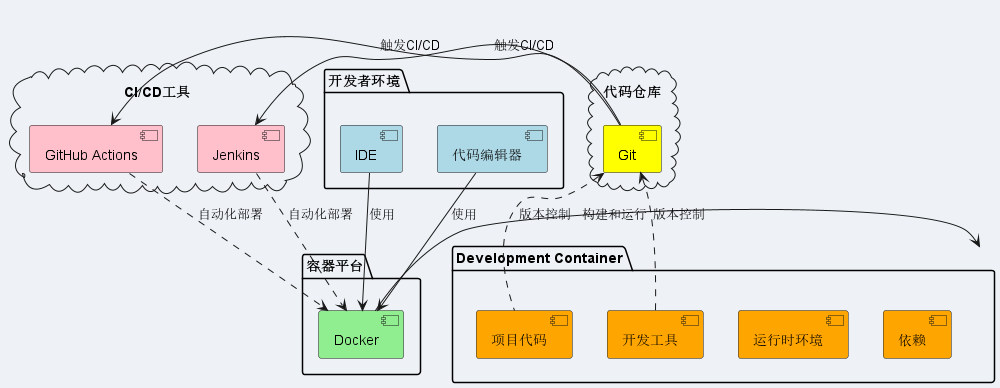 触发CI/CD
触发CI/CD
CI/CD工具
开发者环境
代码仓库
GitHub Actions
Jenkins
IDE
代码编辑器
Git
自动化部署
自动化部署
使用
使用
版本控制
构建和运行
版本控制
容器平台
Development Container
Docker
项目代码
开发工具
运行时环境
依赖